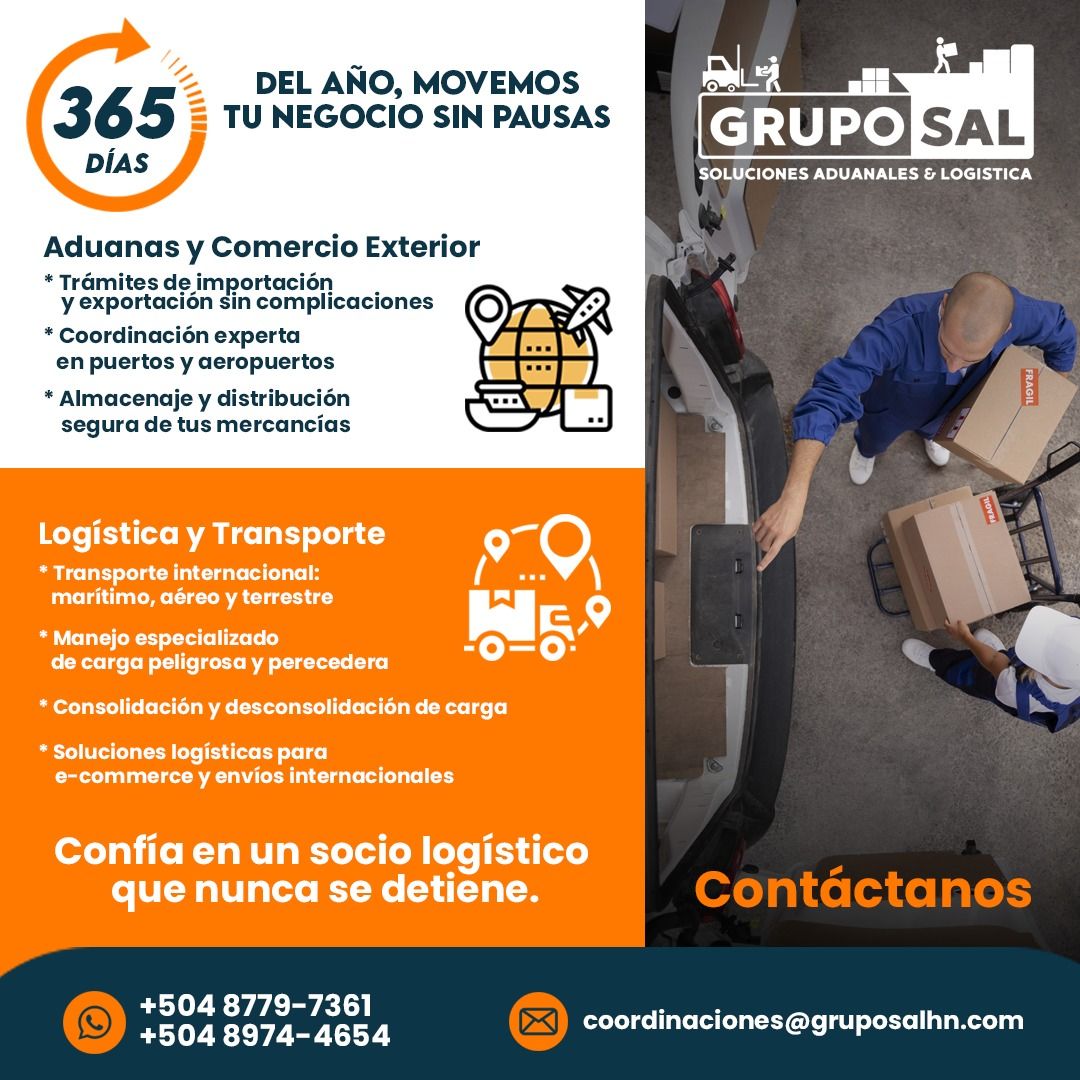 365
DÍAS
DEL AÑO, MOVEMOS
TU NEGOCIO SIN PAUSAS
GRUPO SAL
SOLUCIONES ADUANALES & LOGISTICA
Aduanas y Comercio Exterior
* Trámites de importación
y exportación sin complicaciones
* Coordinación experta
en puertos y aeropuertos
* Almacenaje y distribución
segura de tus mercancías
Logística y Transporte
* Transporte internacional:
marítimo, aéreo y terrestre
* Manejo especializado
de carga peligrosa y perecedera
* Consolidación y desconsolidación de carga
* Soluciones logísticas para
e-commerce y envíos internacionales
Confía en un socio logístico
que nunca se detiene.
FRAGIL
FRAGIL
Contáctanos
+504 8779-7361
+504 8974-4654
coordinaciones@gruposalhn.com